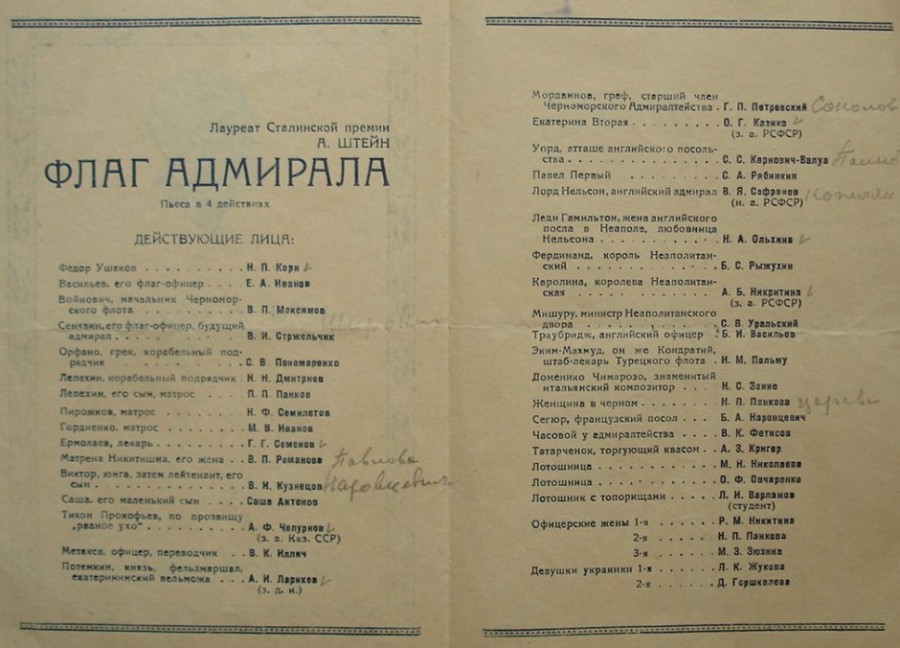 Лауреат Сталинской премии
А. ШТЕЙН
ФЛАГ АДМИРАЛА
Пьеса в 4 действиях
ДЕЙСТВУЮЩИЕ ЛИЦА:
Федор Ушаков . . . . . . . . . . Н. П. Корн
Васильев, его флаг-офицер . . . . Е. А. Иванов
Войнович, начальник Черномор-
ского флота . . . . . . . . . . В. П. Максимов
Сенявин, его флаг-офицер, будущий
адмирал . . . . . . . . . . . В. И. Стржельчик
Орфано, грек, корабельный под-
рядчик . . . . . . . . . . . . С. В. Пономаренко
Лепехин, корабельный подрядчик . Н. Н. Дмитриев
Лепехин, его сын, матрос . . . . П. П. Панков
Пирожков, матрос . . . . . . . . Н. Ф. Семилетов
Гордиенко, матрос . . . . . . . . М. В. Иванов
Ермолаев, лекарь . . . . . . . . Г. Г. Семенов
Матрена Никитишна, его жена . . В. П. Романова Павлова
Виктор, юнга, затем лейтенант, его
сын . . . . . . . . . . . . . В. И. Кузнецов Наровцевич
Саша, его маленький сын . . . . Саша Антонов
Тихон Прокофьев, по прозвищу
„рваное ухо“ . . . . . . . . . А. Ф. Чепурнов
(з. а. Каз. ССР)
Метакса, офицер, переводчик . . В. К. Иллич
Потемкин, князь, фельдмаршал,
екатерининский вельможа . . . А. И. Лариков
(з. д. и.)
Мордвинов, граф, старший член
Черноморского Адмиралтейства . Г. П. Петровский Соколов
Екатерина Вторая . . . . . . . . О. Г. Казико
(з. а. РСФСР)
Уорд, атташе английского посоль-
ства . . . . . . . . . . . . . С. С. Карнович-Валуа
Павел Первый . . . . . . . . . С. А. Рябинкин
Лорд Нельсон, английский адмирал В. Я. Софронов
(н. а. РСФСР)
Леди Гамильтон, жена английского
посла в Неаполе, любовница
Нельсона . . . . . . . . . . . Н. А. Ольхина
Фердинанд, король Неаполитан-
ский . . . . . . . . . . . . . Б. С. Рыжухин
Каролина, королева Неаполитан-
ская . . . . . . . . . . . . . А. Б. Никритина
(з. а. РСФСР)
Мишуру, министр Неаполитанского
двора . . . . . . . . . . . . С. В. Уральский
Траубридж, английский офицер Б. И. Васильев
Эким-Махмуд, он же Кондратий,
штаб-лекарь Турецкого флота . И. М. Пальму
Доменико Чимарозо, знаменитый
итальянский композитор . . . И. С. Зонне
Женщина в черном . . . . . . . Н. П. Панкова
Сегюр, французский посол . . . Б. А. Наровцевич
Часовой у адмиралтейства . . . . В. К. Фетисов
Татарченок, торгующий квасом . . А. З. Кригер
Лотошница . . . . . . . . . . . М. Н. Николаева
Лотошница . . . . . . . . . . . О. Ф. Овчаренко
Лотошник с топорищами . . . . . Л. И. Варламов
(студент)
Офицерские жены 1-я . . . . . . Р. М. Никитина
2-я . . . . . . Н. П. Панкова
3-я . . . . . . М. З. Зюзина
Девушки украинки 1-я . . . . . . Л. К. Жукова
2-я . . . . . . Д. Горшкалева